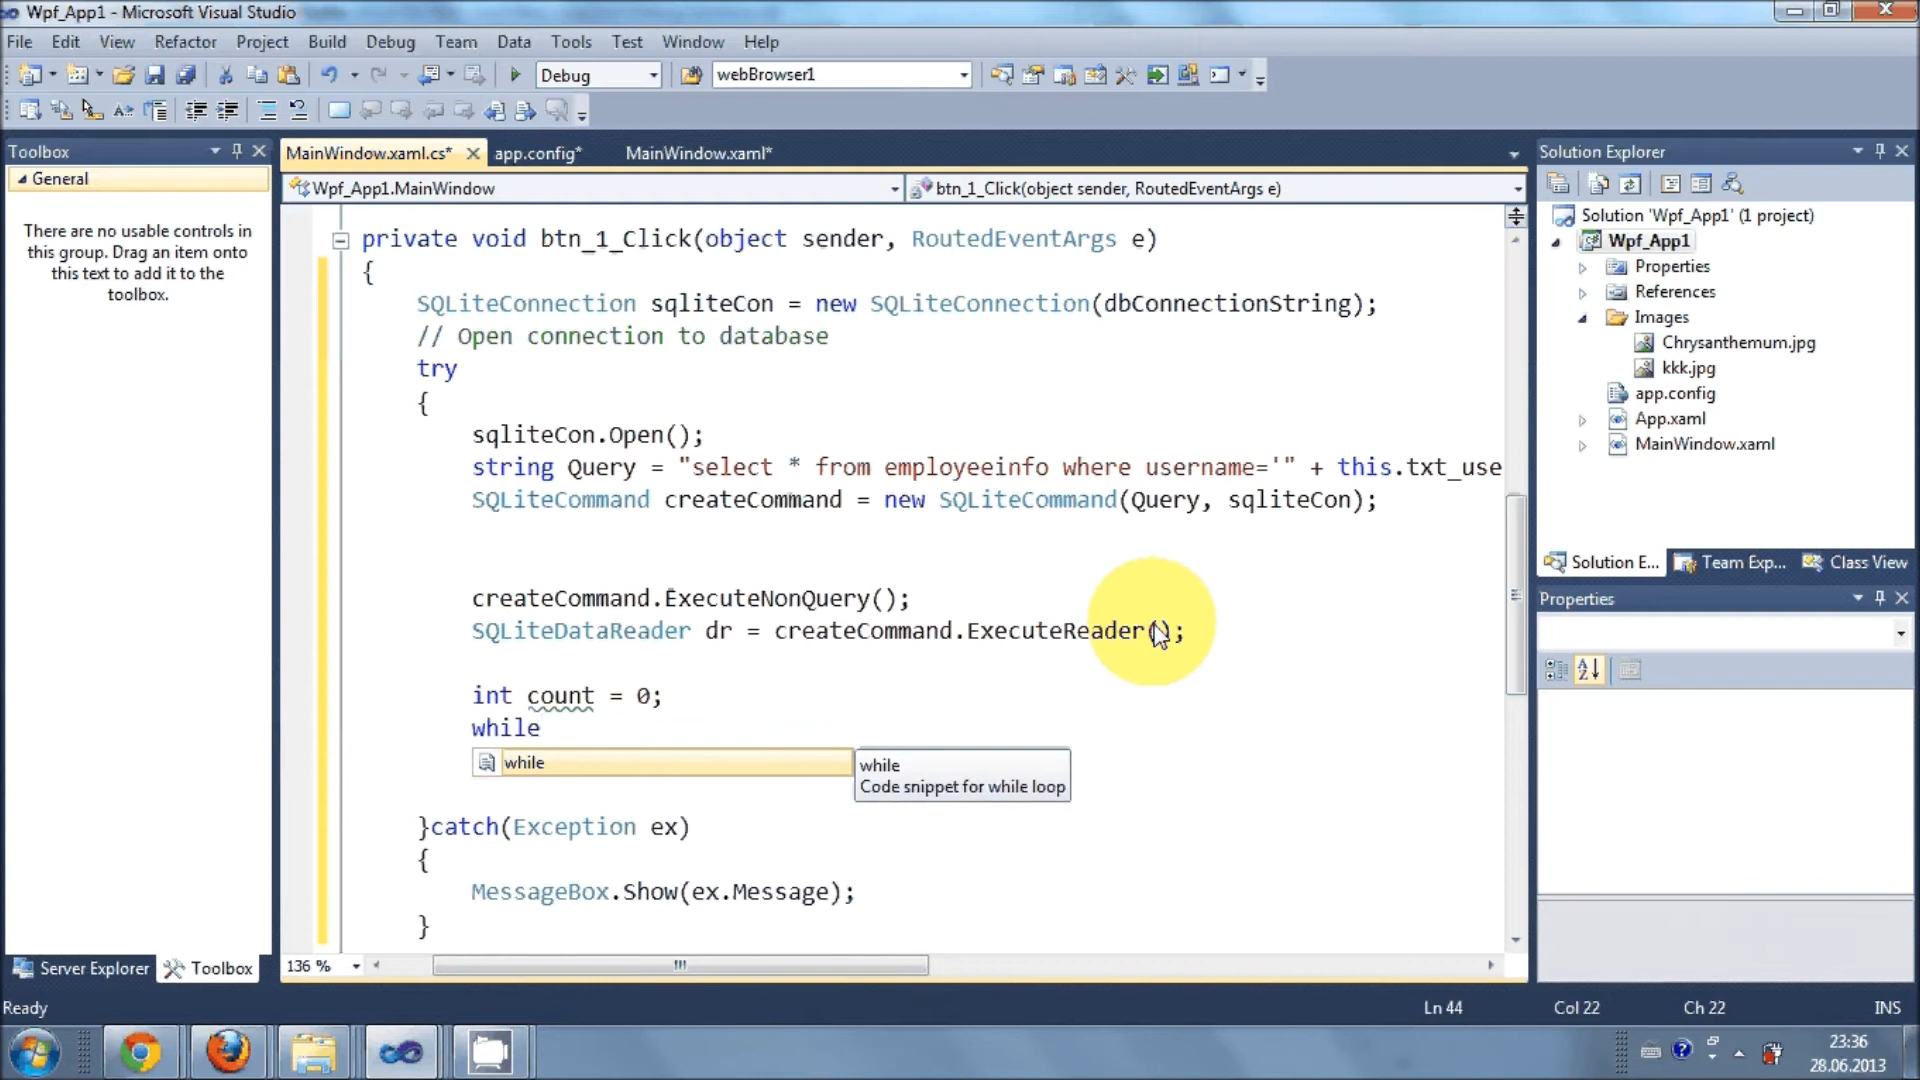 Wpf_App1 - Microsoft Visual Studio
File Edit View Refactor Project Build Debug Team Data Tools Test Window Help
Debug webBrowser1
Toolbox
General
There are no usable controls in
this group. Drag an item onto
this text to add it to the
toolbox.
Server Explorer Toolbox
MainWindow.xaml.cs* app.config* MainWindow.xaml*
Wpf_App1.MainWindow btn_1_Click(object sender, RoutedEventArgs e)
private void btn_1_Click(object sender, RoutedEventArgs e)
{
SQLiteConnection sqliteCon = new SQLiteConnection(dbConnectionString);
// Open connection to database
try
{
sqliteCon.Open();
string Query = "select * from employeeinfo where username='" + this.txt_use
SQLiteCommand createCommand = new SQLiteCommand(Query, sqliteCon);
createCommand.ExecuteNonQuery();
SQLiteDataReader dr = createCommand.ExecuteReader();
int count = 0;
while
while
while
Code snippet for while loop
}catch(Exception ex)
{
MessageBox.Show(ex.Message);
}
136 %
Solution Explorer
Solution 'Wpf_App1' (1 project)
Wpf_App1
Properties
References
Images
Chrysanthemum.jpg
kkk.jpg
app.config
App.xaml
MainWindow.xaml
Solution E... Team Exp... Class View
Properties
Ready Ln 44 Col 22 Ch 22 INS
23:36
28.06.2013